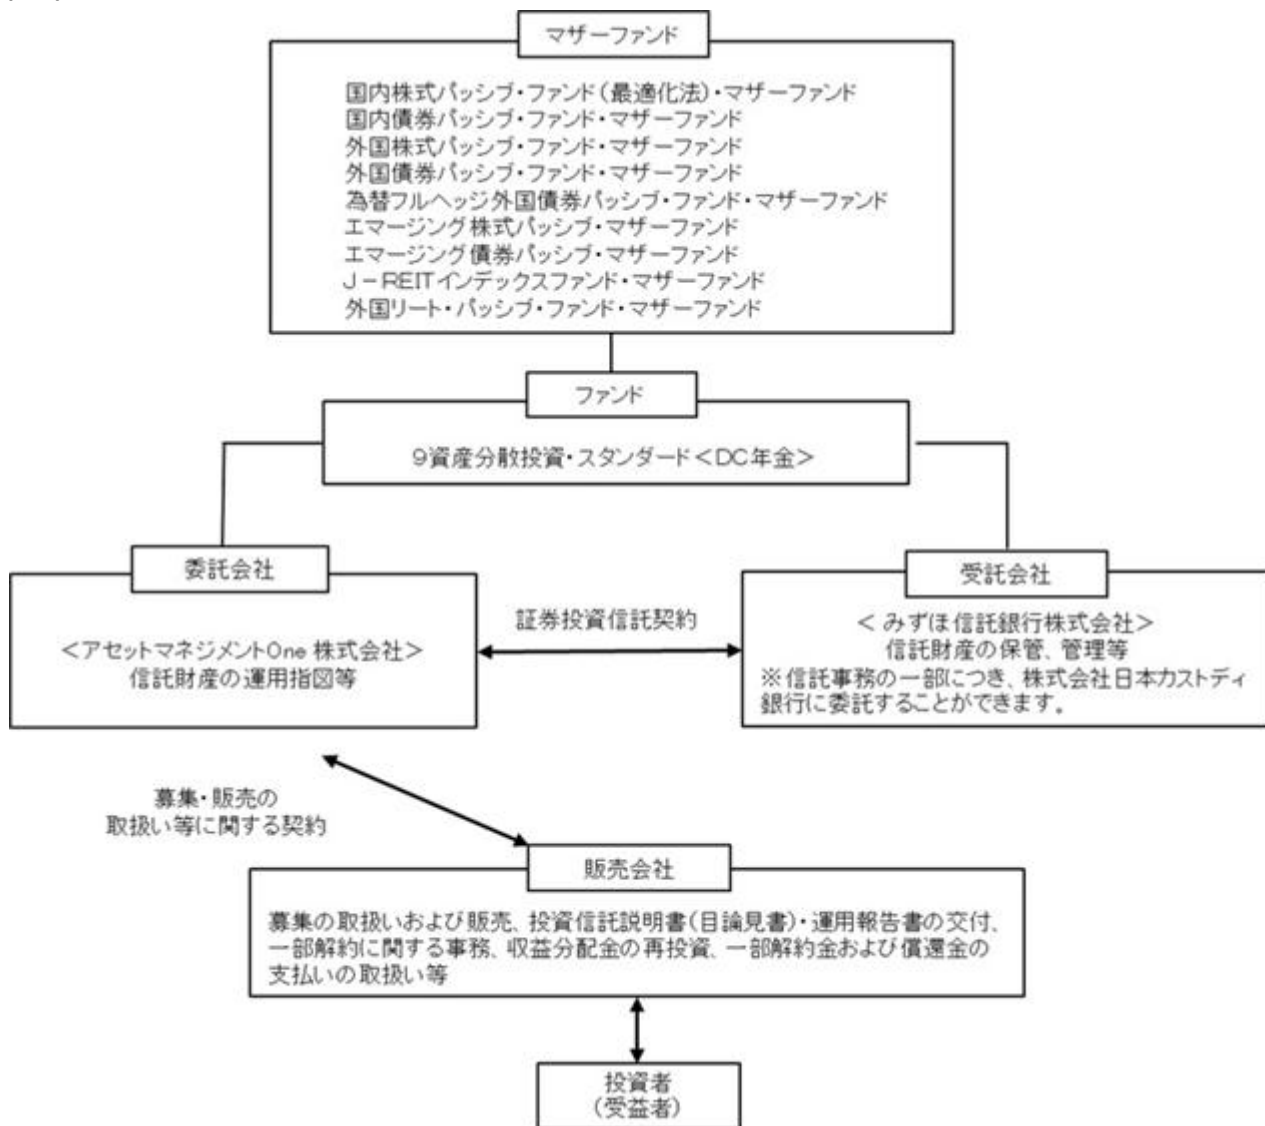 マザーファンド
国内株式パッシブ・ファンド(最適化法)・マザーファンド
国内債券パッシブ・ファンド・マザーファンド
外国株式パッシブ・ファンド・マザーファンド
外国債券パッシブ・ファンド・マザーファンド
為替フルヘッジ外国債券パッシブ・ファンド・マザーファンド
エマージング株式パッシブ・マザーファンド
エマージング債券パッシブ・マザーファンド
J-REITインデックスファンド・マザーファンド
外国リート・パッシブ・ファンド・マザーファンド
ファンド
9資産分散投資・スタンダード<DC年金>
委託会社
<アセットマネジメントOne 株式会社>
信託財産の運用指図等
証券投資信託契約
受託会社
<みずほ信託銀行株式会社>
信託財産の保管、管理等
※信託事務の一部につき、株式会社日本カストディ
銀行に委託することができます。
募集・販売の
取扱い等に関する契約
販売会社
募集の取扱いおよび販売、投資信託説明書(目論見書)・運用報告書の交付、
一部解約に関する事務、収益分配金の再投資、一部解約金および償還金の
支払いの取扱い等
投資者
(受益者)